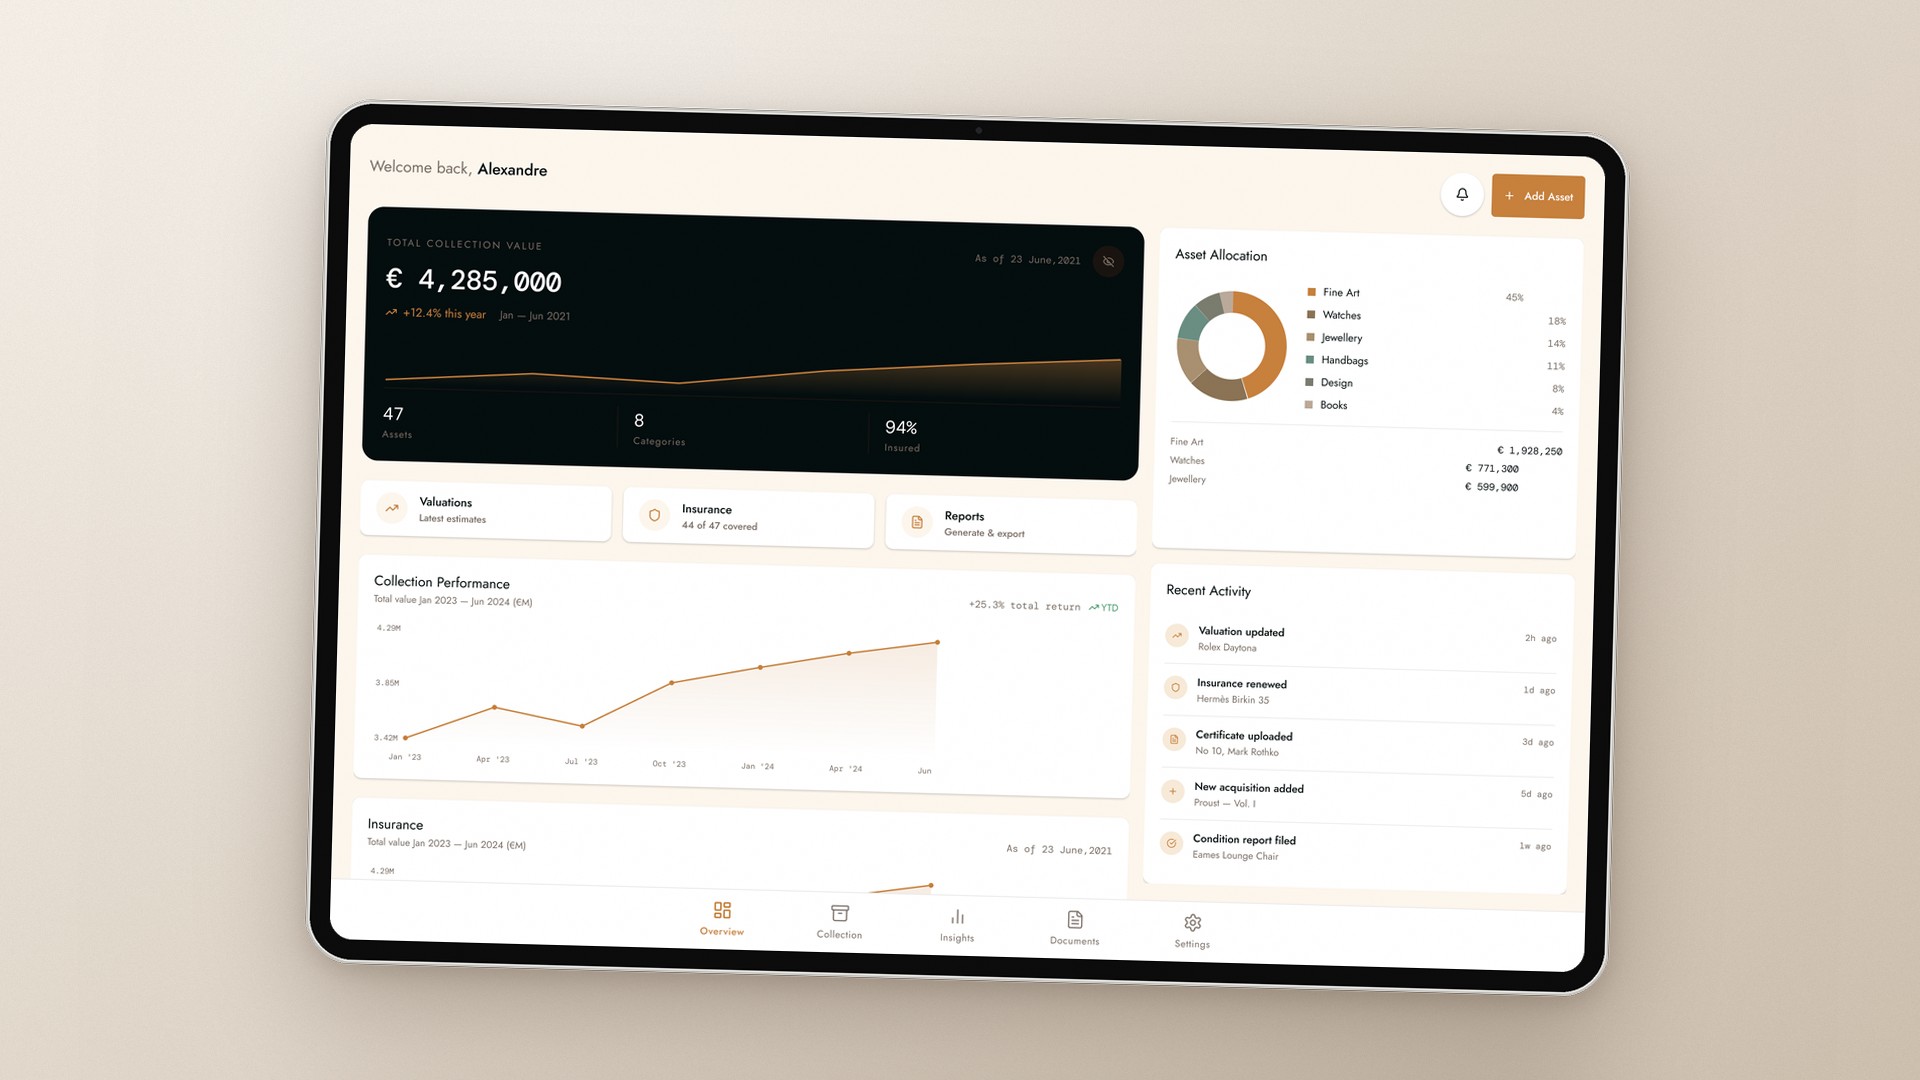 Welcome back, Alexandre
+ Add Asset
TOTAL COLLECTION VALUE
As of 23 June,2021
€ 4,285,000
+12.4% this year Jan — Jun 2021
47
Assets
8
Categories
94%
Insured
Asset Allocation
Fine Art 45%
Watches 18%
Jewellery 14%
Handbags 11%
Design 8%
Books 4%
Fine Art € 1,928,250
Watches € 771,300
Jewellery € 599,900
Valuations
Latest estimates
Insurance
44 of 47 covered
Reports
Generate & export
Collection Performance
Total value Jan 2023 — Jun 2024 (€M)
+25.3% total return YTD
4.29M
3.85M
3.42M
Jan '23 Apr '23 Jul '23 Oct '23 Jan '24 Apr '24 Jun
Recent Activity
Valuation updated
Rolex Daytona
2h ago
Insurance renewed
Hermès Birkin 35
1d ago
Certificate uploaded
No 10, Mark Rothko
3d ago
New acquisition added
Proust — Vol. I
5d ago
Condition report filed
Eames Lounge Chair
1w ago
Insurance
Total value Jan 2023 — Jun 2024 (€M)
As of 23 June,2021
4.29M
Overview Collection Insights Documents Settings